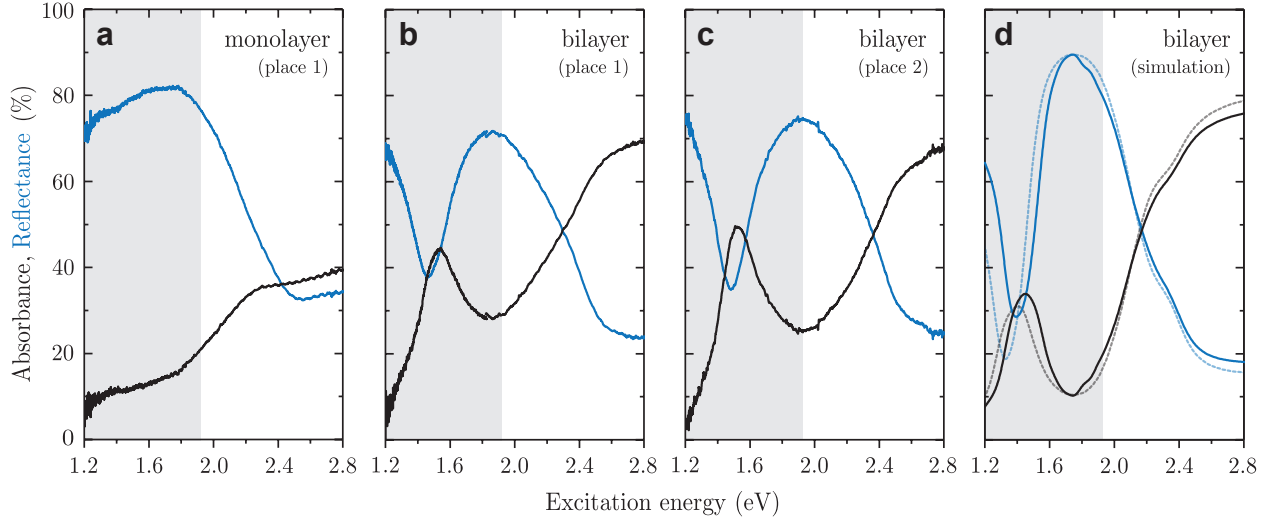 a
monolayer
(place 1)
b
bilayer
(place 1)
c
bilayer
(place 2)
d
bilayer
(simulation)
Absorbance, Reflectance (%)
100
80
60
40
20
0
1.2 1.6 2.0 2.4 2.8
1.2 1.6 2.0 2.4 2.8
1.2 1.6 2.0 2.4 2.8
1.2 1.6 2.0 2.4 2.8
Excitation energy (eV)